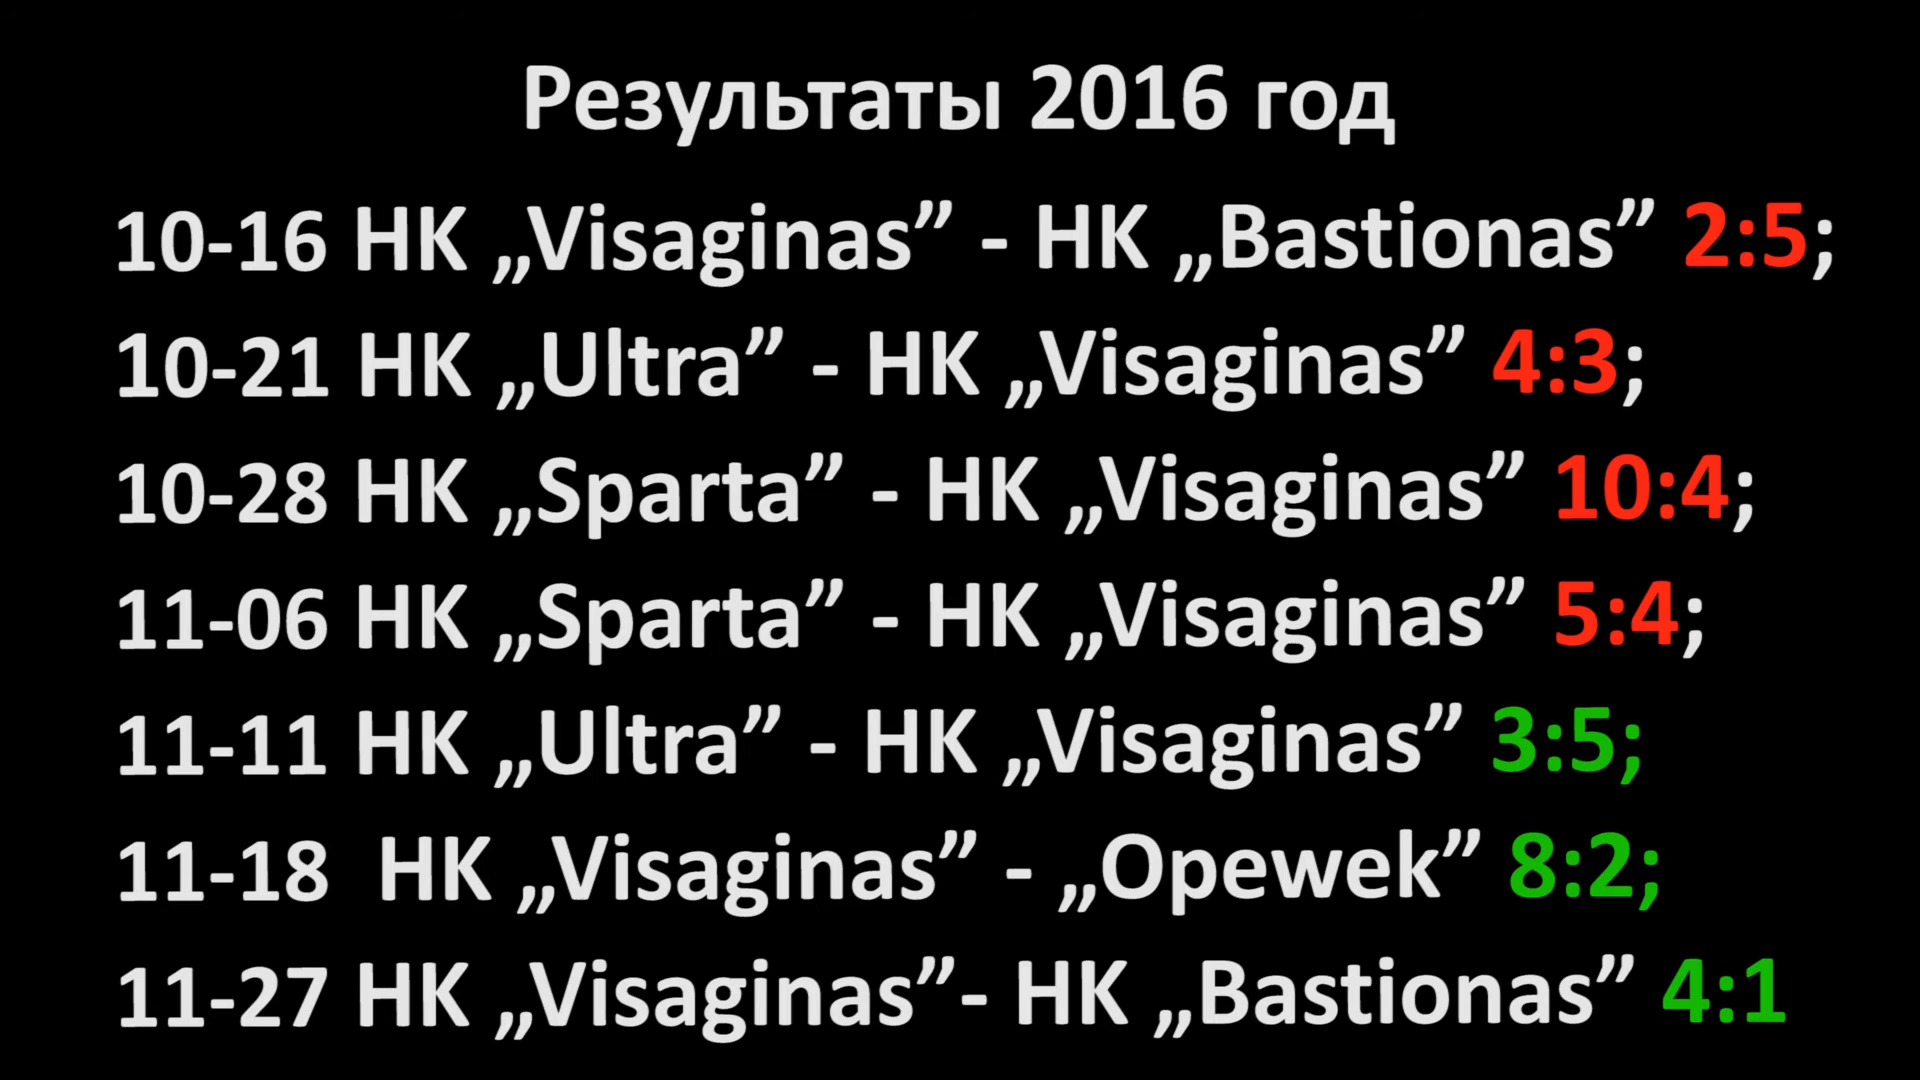 Результаты 2016 год
10-16 HK „Visaginas” - HK „Bastionas” 2:5;
10-21 HK „Ultra” - HK „Visaginas” 4:3;
10-28 HK „Sparta” - HK „Visaginas” 10:4;
11-06 HK „Sparta” - HK „Visaginas” 5:4;
11-11 HK „Ultra” - HK „Visaginas” 3:5;
11-18 HK „Visaginas” - „Opewek” 8:2;
11-27 HK „Visaginas”- HK „Bastionas” 4:1